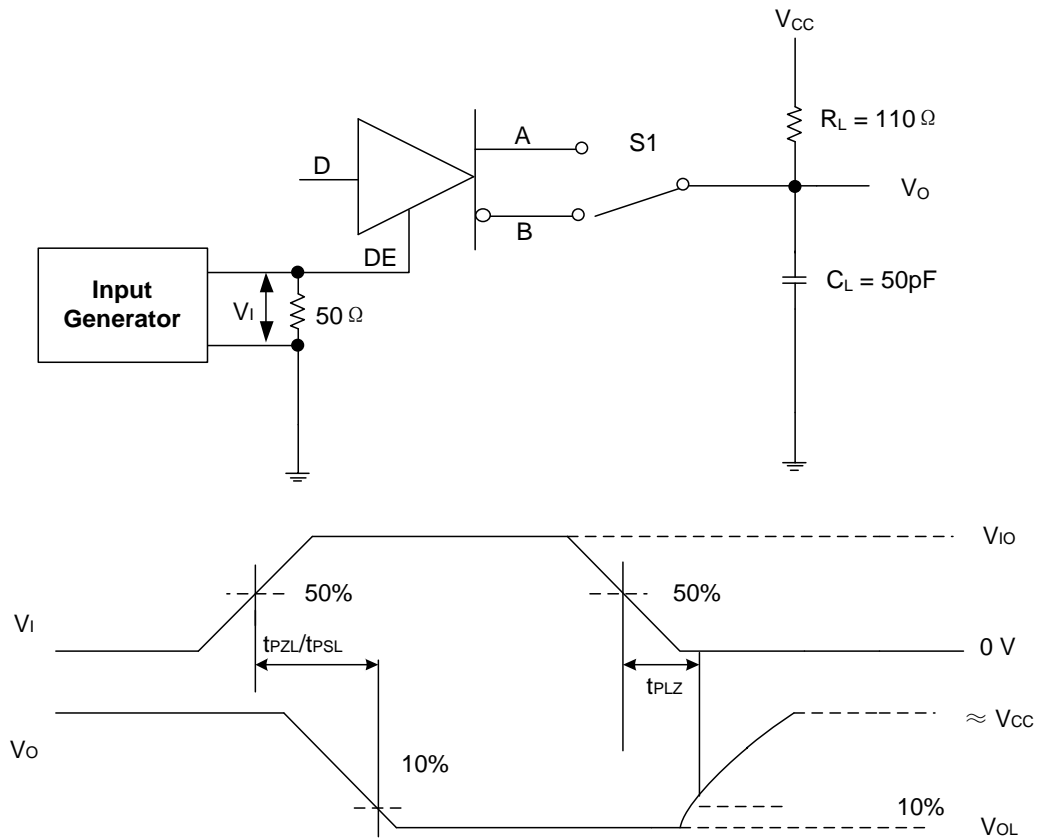 VCC
RL = 110 Ω
A
S1
D
VO
B
DE
Input
Generator
VI
50 Ω
CL = 50pF
VIO
50%
50%
VI
tPZL/tPSL
0 V
tPLZ
≈ VCC
VO
10%
10%
VOL